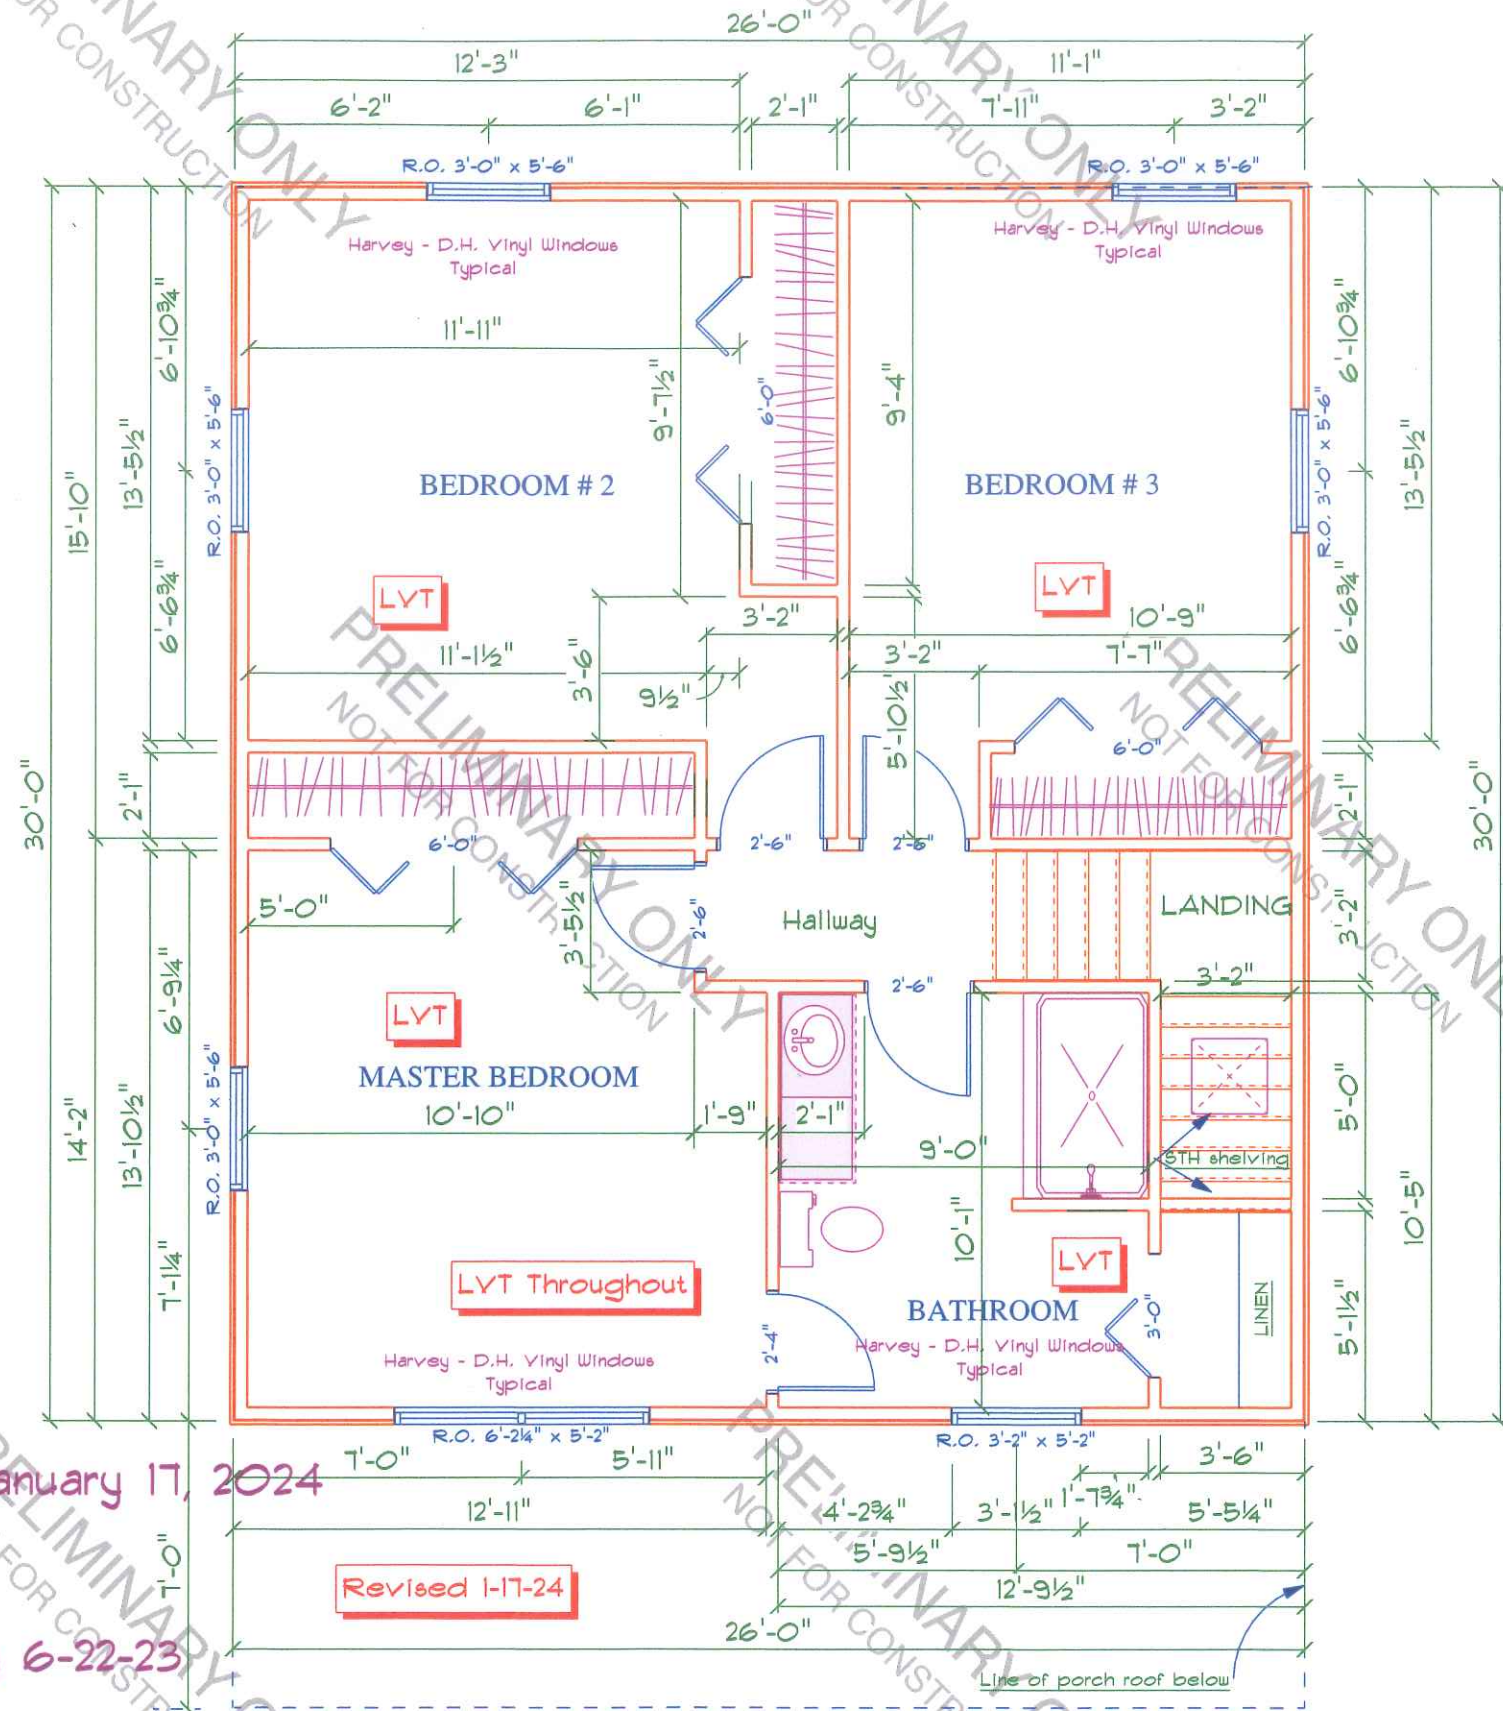 26'-0"
12'-3"
11'-1"
6'-2"
6'-1"
2'-1"
7'-11"
3'-2"
R.O. 3'-0" x 5'-6"
R.O. 3'-0" x 5'-6"
Harvey - D.H. Vinyl Windows
Typical
Harvey - D.H. Vinyl Windows
Typical
11'-11"
9'-7½"
6'-0"
9'-4"
6'-10¾"
13'-5½"
15'-10"
30'-0"
R.O. 3'-0" x 5'-6"
6'-6¾"
BEDROOM # 2
BEDROOM # 3
R.O. 3'-0" x 5'-6"
6'-10¾"
13'-5½"
6'-6¾"
30'-0"
LVT
LVT
3'-2"
10'-9"
11'-1½"
3'-6"
9½"
3'-2"
7'-7"
5'-10½"
6'-0"
2'-1"
2'-1"
6'-0"
2'-6"
2'-6"
5'-0"
3'-5½"
2'-6"
Hallway
LANDING
3'-2"
3'-2"
2'-6"
LVT
MASTER BEDROOM
6'-9¼"
R.O. 3'-0" x 5'-6"
14'-2"
13'-10½"
7'-1¼"
10'-10"
1'-9"
2'-1"
9'-0"
10'-1"
STH shelving
5'-0"
10'-5"
5'-1½"
LVT Throughout
LVT
BATHROOM
LINEN
3'-0"
2'-4"
Harvey - D.H. Vinyl Windows
Typical
Harvey - D.H. Vinyl Windows
Typical
R.O. 6'-2¼" x 5'-2"
R.O. 3'-2" x 5'-2"
7'-0"
5'-11"
3'-6"
12'-11"
4'-2¾"
3'-1½"
1'-7¾"
5'-5¼"
5'-9½"
7'-0"
12'-9½"
26'-0"
anuary 17, 2024
7'-0"
Revised 1-17-24
6-22-23
Line of porch roof below
PRELIMINARY ONLY
NOT FOR CONSTRUCTION
PRELIMINARY ONLY
NOT FOR CONSTRUCTION